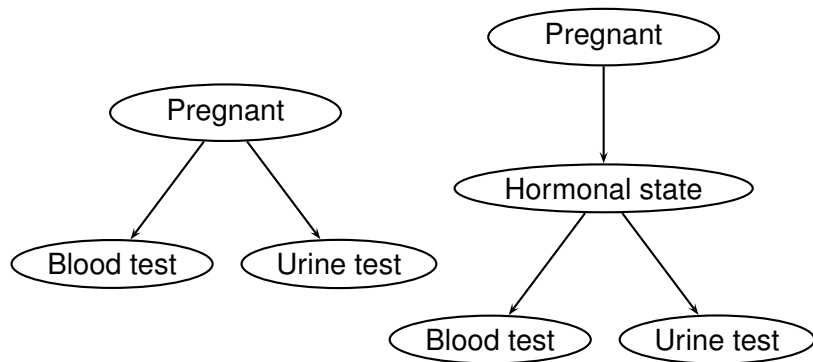 Pregnant
Blood test
Urine test
Pregnant
Hormonal state
Blood test
Urine test